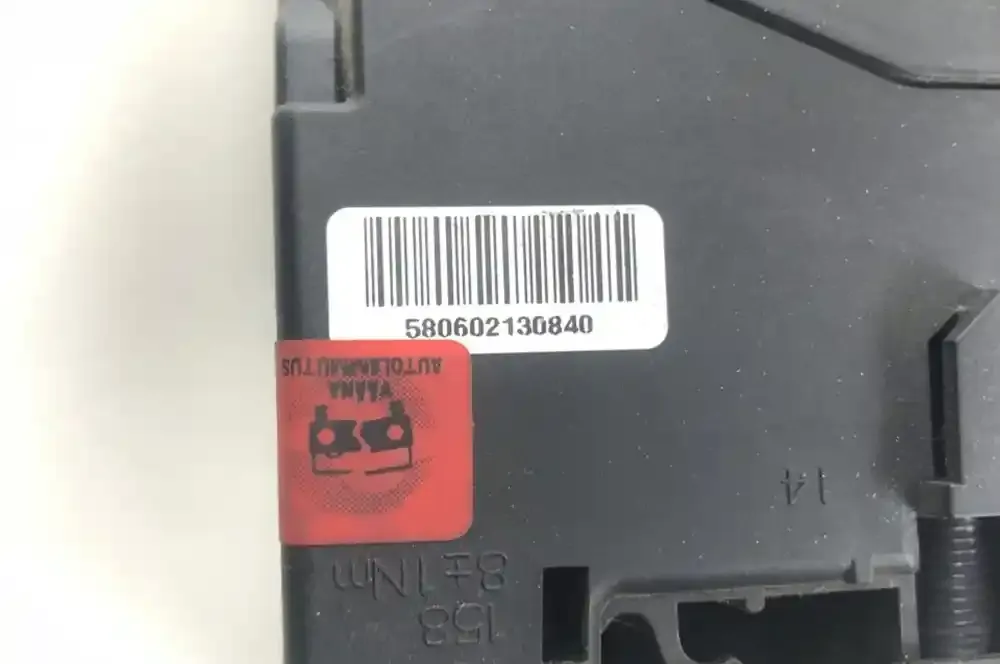 580602130840
VÄÄNA
AUTOLAMMUTUS
14
8±1Nm
158